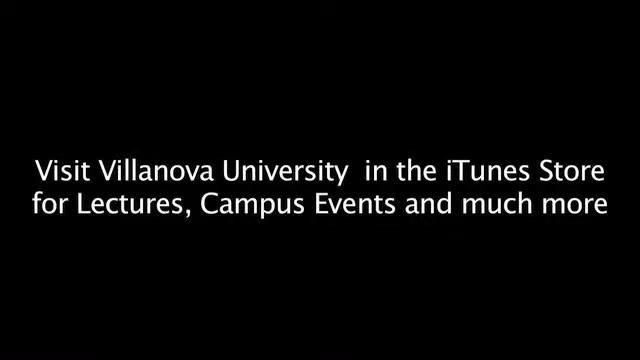 Visit Villanova University  in the iTunes Store
for Lectures, Campus Events and much more